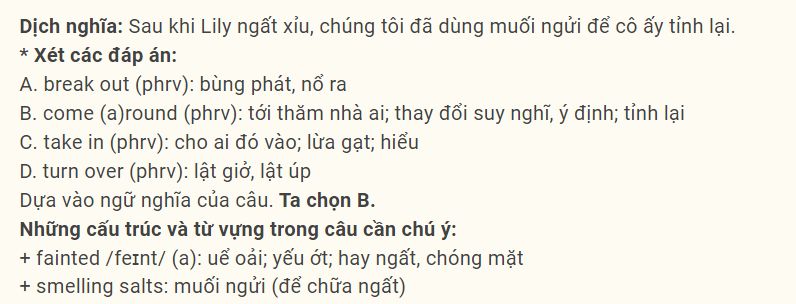 Dịch nghĩa: Sau khi Lily ngất xỉu, chúng tôi đã dùng muối ngửi để cô ấy tỉnh lại.
* Xét các đáp án:
A. break out (phrv): bùng phát, nổ ra
B. come (a)round (phrv): tới thăm nhà ai; thay đổi suy nghĩ, ý định; tỉnh lại
C. take in (phrv): cho ai đó vào; lừa gạt; hiểu
D. turn over (phrv): lật giở, lật úp
Dựa vào ngữ nghĩa của câu. Ta chọn B.
Những cấu trúc và từ vựng trong câu cần chú ý:
+ fainted /feɪnt/ (a): uể oải; yếu ớt; hay ngất, chóng mặt
+ smelling salts: muối ngửi (để chữa ngất)